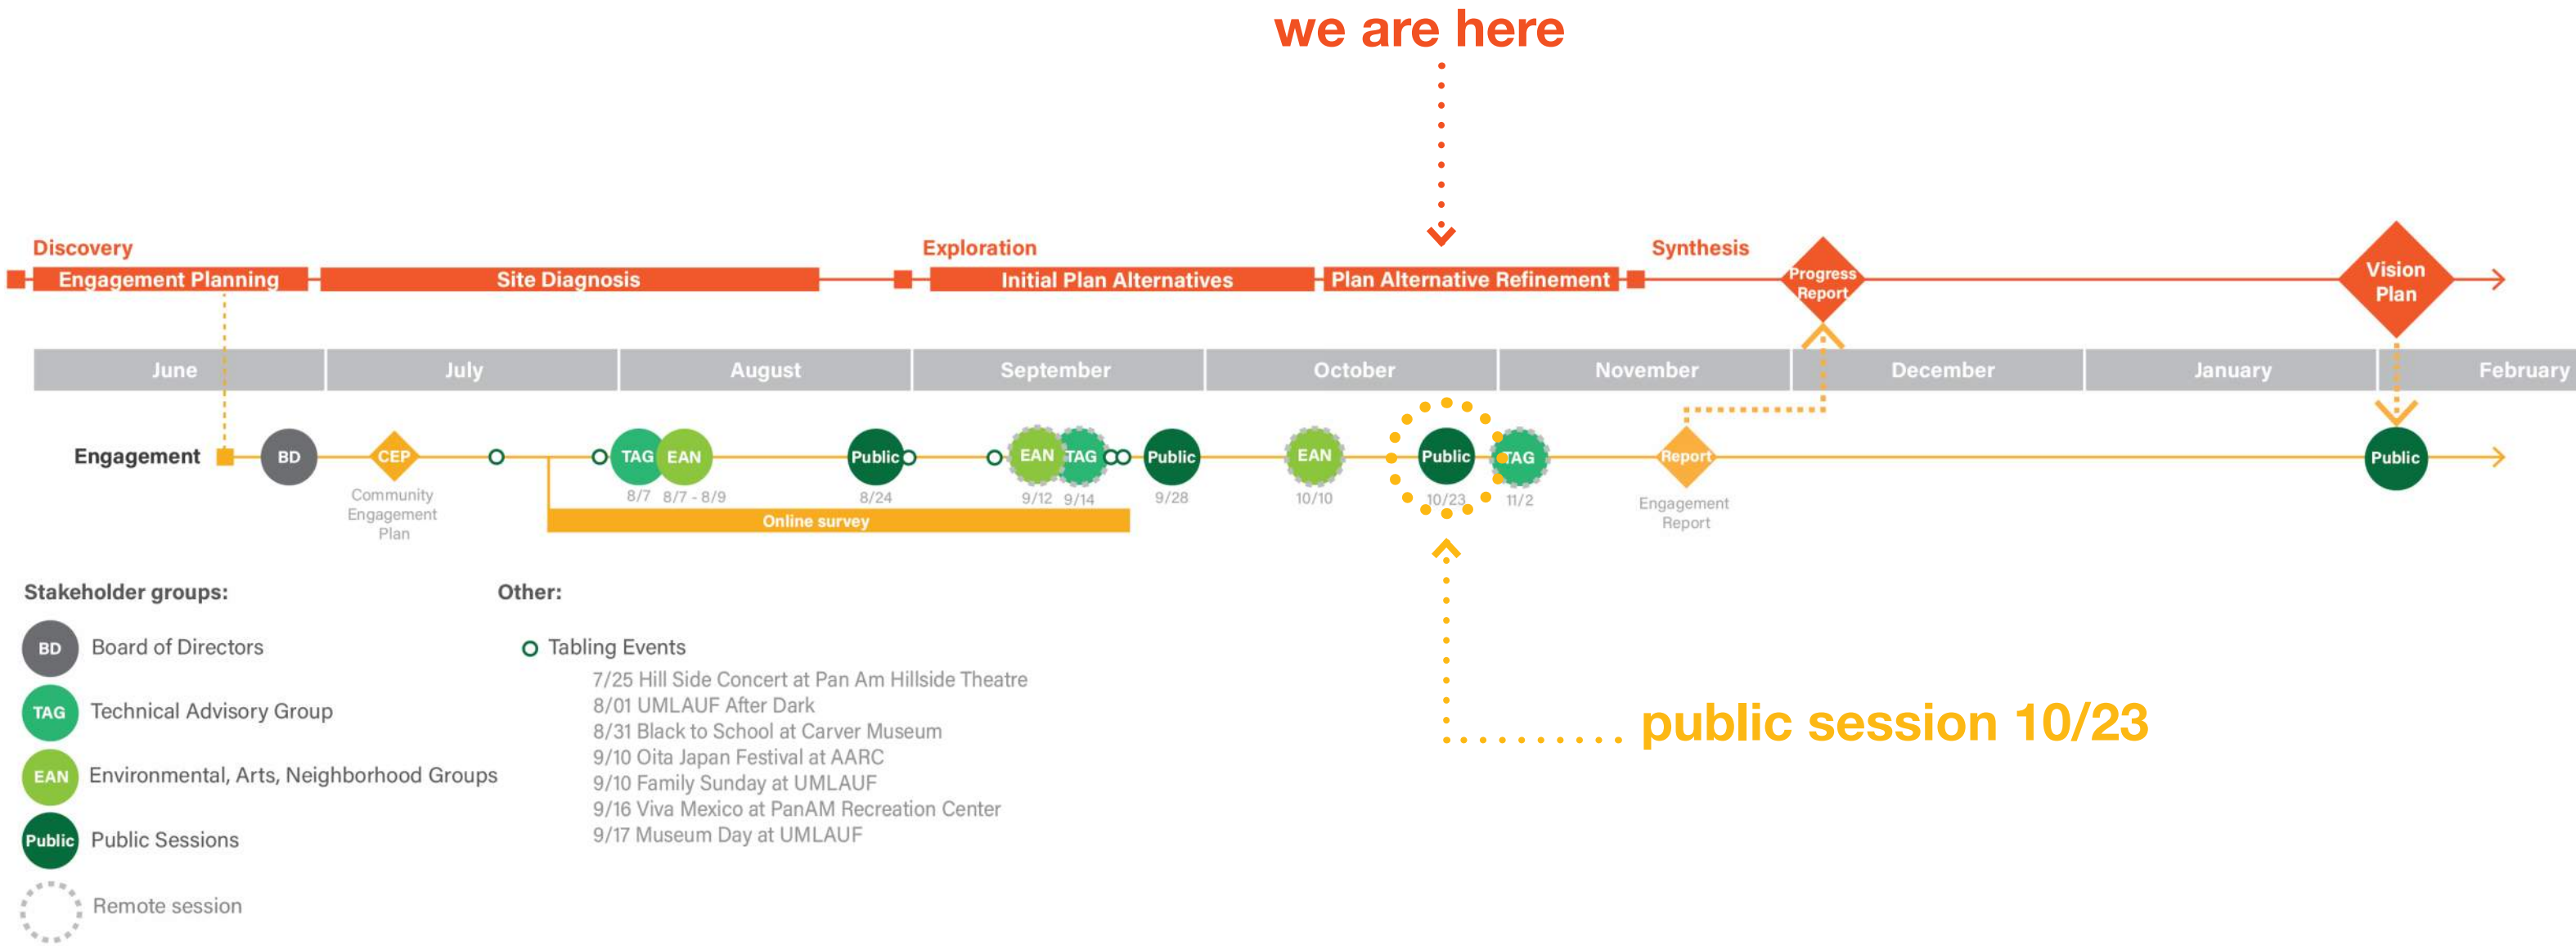 we are here
Discovery
Exploration
Synthesis
Engagement Planning
Site Diagnosis
Initial Plan Alternatives
Plan Alternative Refinement
Progress
Report
Vision
Plan
June
July
August
September
October
November
December
January
February
Engagement
BD
CEP
TAG
EAN
Public
EAN
TAG
Public
EAN
Public
TAG
Report
Public
Community
Engagement
Plan
8/7
8/7 - 8/9
8/24
9/12
9/14
9/28
10/10
10/23
11/2
Engagement
Report
Online survey
public session 10/23
Stakeholder groups:
BD
Board of Directors
TAG
Technical Advisory Group
EAN
Environmental, Arts, Neighborhood Groups
Public
Public Sessions
Remote session
Other:
Tabling Events
7/25 Hill Side Concert at Pan Am Hillside Theatre
8/01 UMLAUF After Dark
8/31 Black to School at Carver Museum
9/10 Oita Japan Festival at AARC
9/10 Family Sunday at UMLAUF
9/16 Viva Mexico at PanAM Recreation Center
9/17 Museum Day at UMLAUF